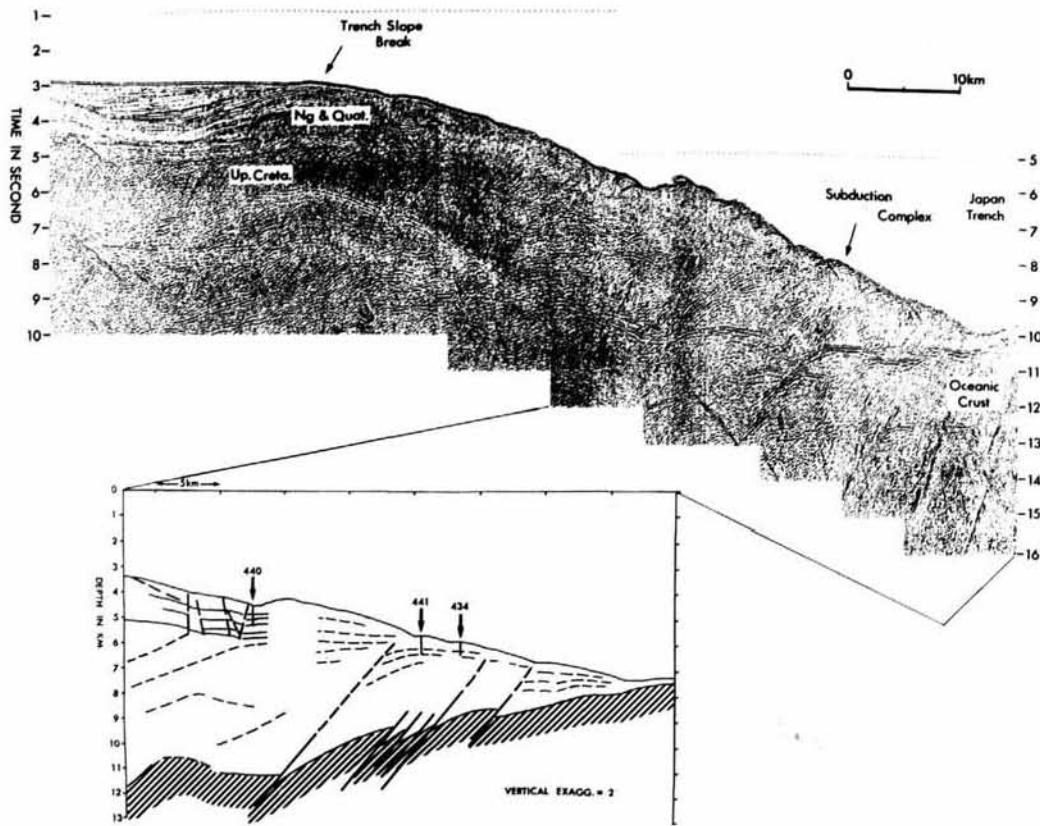 1
2
3
4
5
6
7
8
9
10
TIME IN SECOND
Trench Slope
Break
Ng & Quat.
Up. Creta.
0 10km
Subduction
Complex
Japan
Trench
Oceanic
Crust
5
6
7
8
9
10
11
12
13
14
15
16
5km
0
1
2
3
4
5
6
7
8
9
10
11
12
13
DEPTH IN KM
440
441
434
VERTICAL EXAGG. = 2